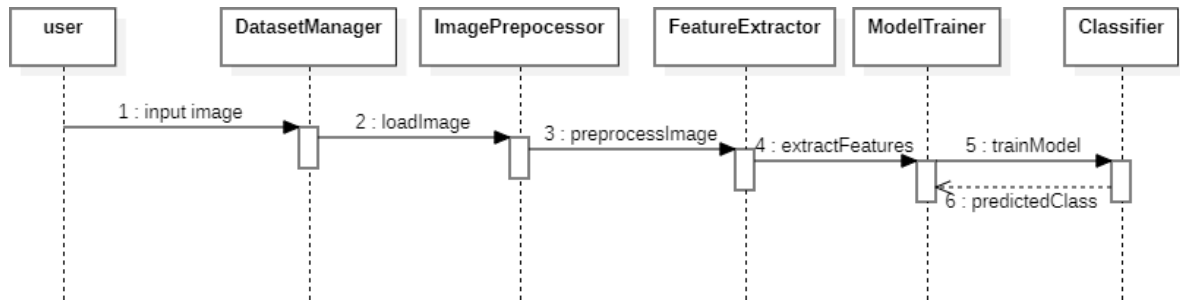 user
DatasetManager
ImagePrepocessor
FeatureExtractor
ModelTrainer
Classifier
1 : input image
2 : loadImage
3 : preprocessImage
4 : extractFeatures
5 : trainModel
6 : predictedClass